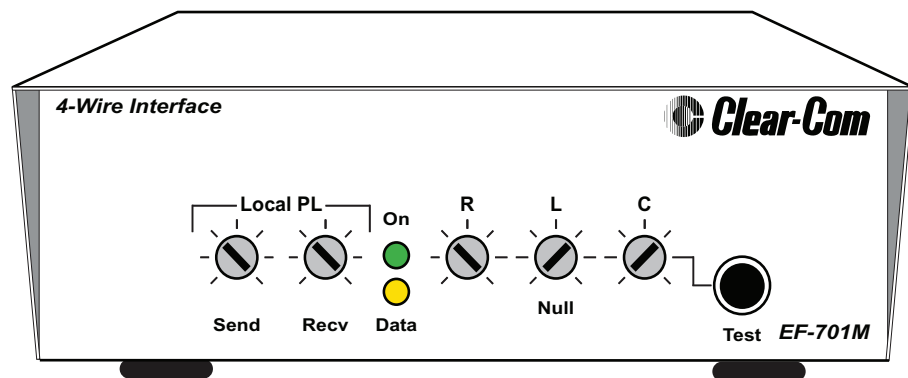 4-Wire Interface
Clear-Com
Local PL
On
R
L
C
Send
Recv
Data
Null
Test
EF-701M